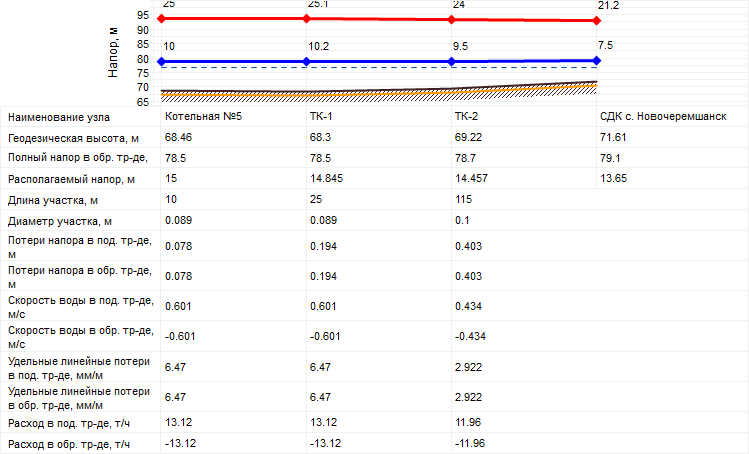 25 25.1 24 21.2
95
90
85
80
75
70
65
Напор, м
10 10.2 9.5 7.5
Наименование узла Котельная №5 ТК-1 ТК-2 СДК с. Новочеремшанск
Геодезическая высота, м 68.46 68.3 69.22 71.61
Полный напор в обр. тр-де, 78.5 78.5 78.7 79.1
Располагаемый напор, м 15 14.845 14.457 13.65
Длина участка, м 10 25 115
Диаметр участка, м 0.089 0.089 0.1
Потери напора в под. тр-де, 0.078 0.194 0.403
м
Потери напора в обр. тр-де, 0.078 0.194 0.403
м
Скорость воды в под. тр-де, 0.601 0.601 0.434
м/с
Скорость воды в обр. тр-де, -0.601 -0.601 -0.434
м/с
Удельные линейные потери 6.47 6.47 2.922
в под. тр-де, мм/м
Удельные линейные потери 6.47 6.47 2.922
в обр. тр-де, мм/м
Расход в под. тр-де, т/ч 13.12 13.12 11.96
Расход в обр. тр-де, т/ч -13.12 -13.12 -11.96